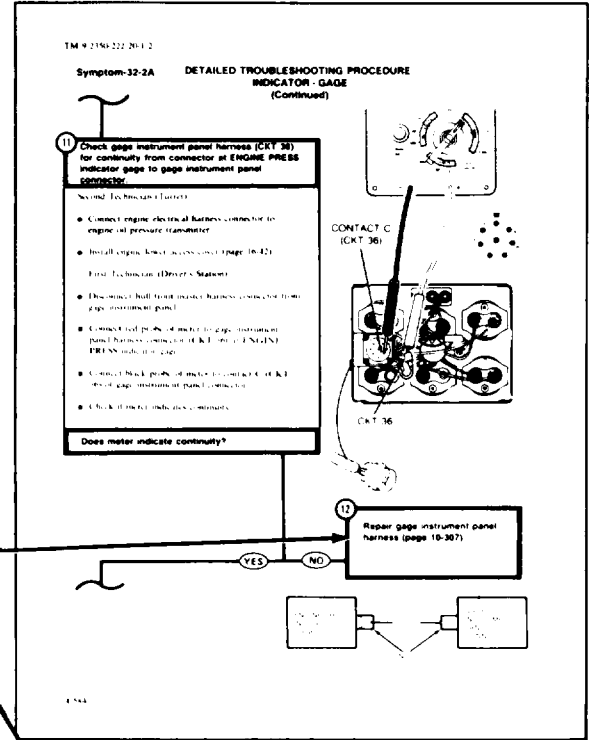 TM 9-2350-222-20-1-2
Symptom-32-2A
DETAILED TROUBLESHOOTING PROCEDURE
INDICATOR - GAGE
(Continued)
11
Check gage instrument panel harness (CKT 36)
for continuity from connector at ENGINE PRESS
indicator gage to gage instrument panel
connector.
Second Technician (Turret)
● Connect engine electrical harness connector to
engine oil pressure transmitter
● Install engine lower access cover (page 16-42)
First Technician (Driver's Station)
● Disconnect hull front master harness connector from
gage instrument panel
● Connect red probe of meter to gage instrument
panel harness connector (CKT 36) at ENGINE
PRESS indicator gage
● Connect black probe of meter to contact C (CKT
36) of gage instrument panel connector
● Check if meter indicates continuity
Does meter indicate continuity?
CONTACT C
(CKT 36)
CKT 36
12
Repair gage instrument panel
harness (page 10-307)
YES
NO
4-584